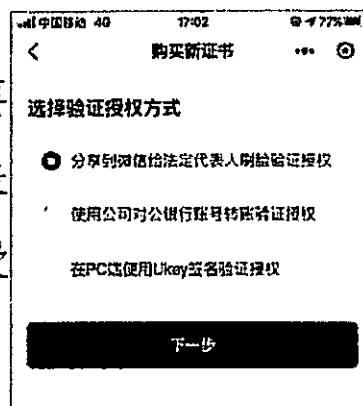 中国移动 4G 17:02 77%
购买新证书
选择验证授权方式
分享到微信给法定代表人刷脸验证授权
使用公司对公银行账号转账验证授权
在PC端使用Ukey签名验证授权
下一步